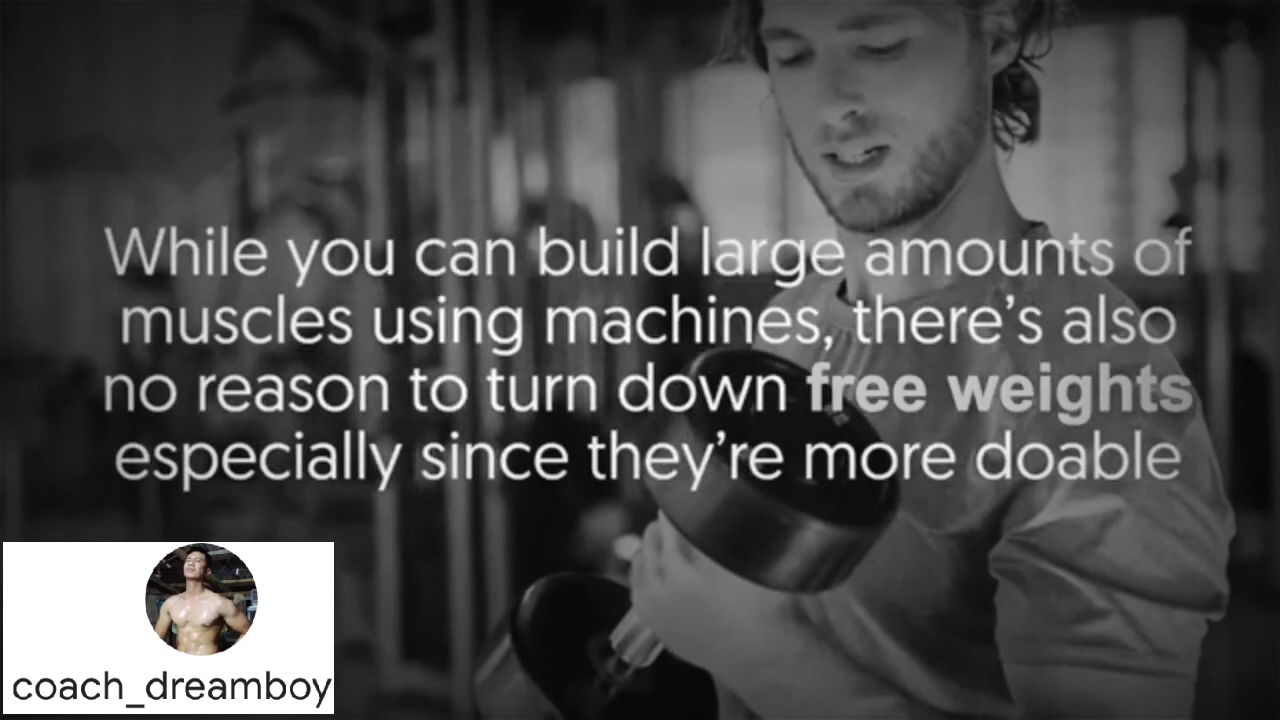 While you can build large amounts of
muscles using machines, there's also
no reason to turn down free weights
especially since they're more doable
coach_dreamboy